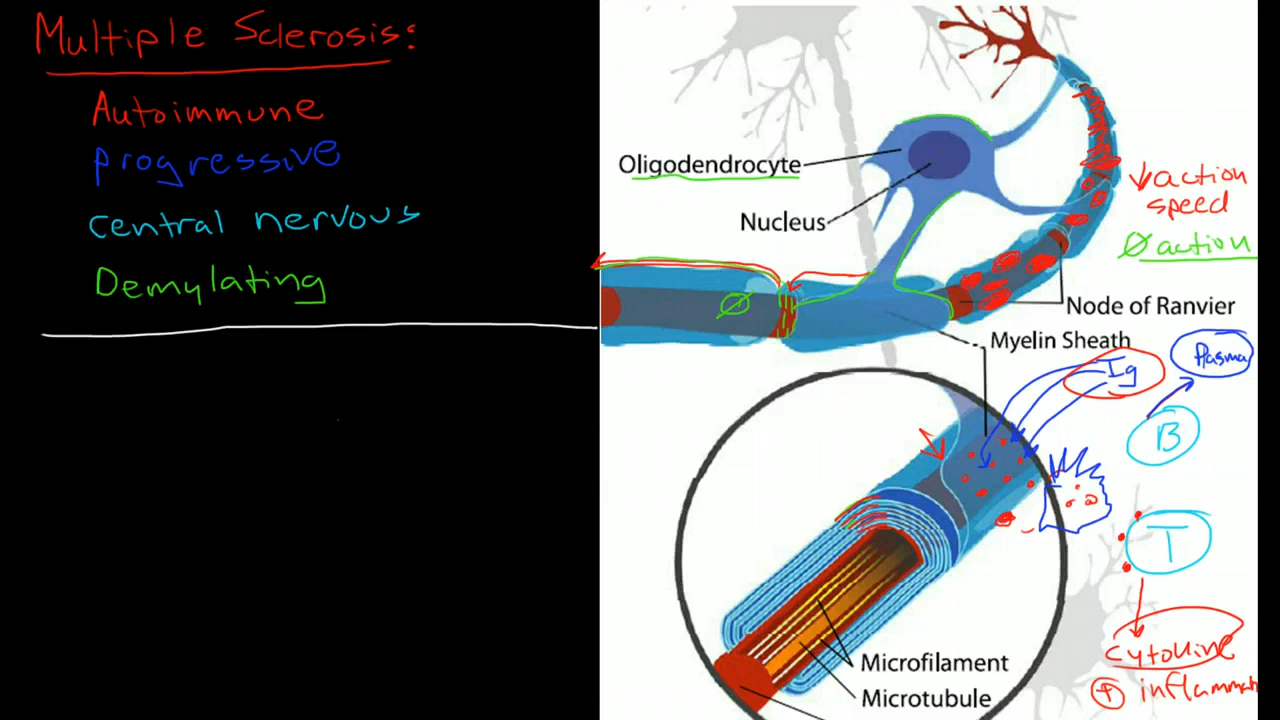 Multiple Sclerosis:
Autoimmune
Progressive
Central nervous
Demylating
Oligodendrocyte
Nucleus
↓action
speed
∅ action
Node of Ranvier
Myelin Sheath
Ig
Plasma
B
T
Cytokine
⊕ inflammat
Microfilament
Microtubule